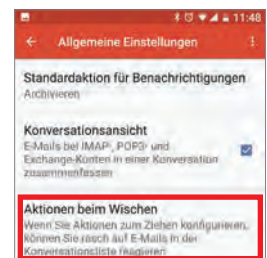 11:48
Allgemeine Einstellungen
Standardaktion für Benachrichtigungen
Archivieren
Konversationsansicht
E-Mails bei IMAP-, POP3- und
Exchange-Konten in einer Konversation
zusammenfassen
Aktionen beim Wischen
Wenn Sie Aktionen zum Ziehen konfigurieren,
können Sie rasch auf E-Mails in der
Konversationsliste reagieren